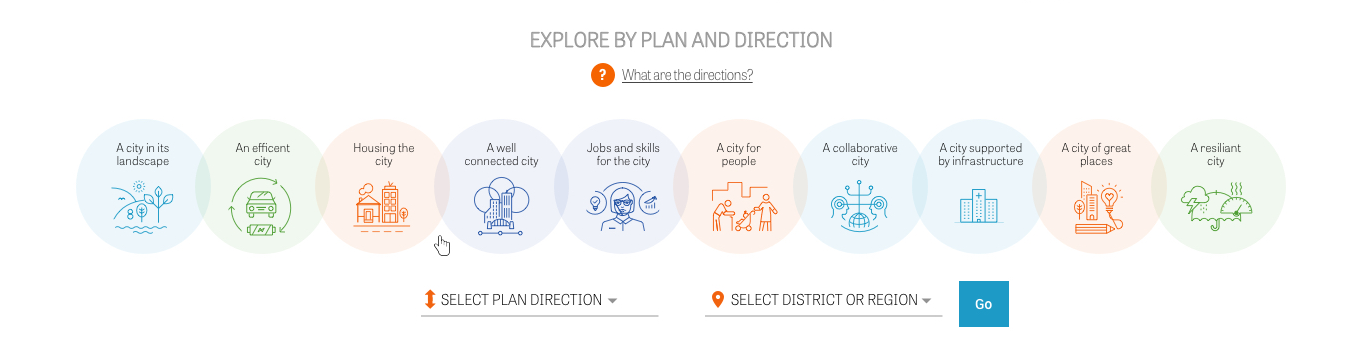 EXPLORE BY PLAN AND DIRECTION
? What are the directions?
A city in its
landscape
An efficent
city
Housing the
city
A well
connected city
Jobs and skills
for the city
A city for
people
A collaborative
city
A city supported
by infrastructure
A city of great
places
A resiliant
city
SELECT PLAN DIRECTION
SELECT DISTRICT OR REGION
Go